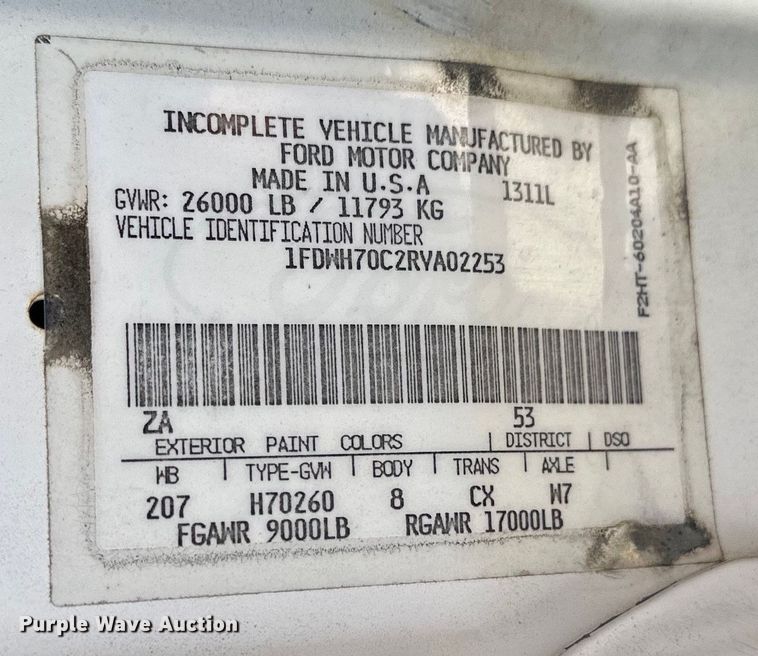 INCOMPLETE VEHICLE MANUFACTURED BY
FORD MOTOR COMPANY
MADE IN U.S.A 1311L
GVWR: 26000 LB / 11793 KG
VEHICLE IDENTIFICATION NUMBER
1FDWH70C2RVA02253
F2HT-60204A10-AA
ZA 53
EXTERIOR PAINT COLORS | DISTRICT | DSO
WB | TYPE-GVW | BODY | TRANS | AXLE |
207 H70260 8 CX W7
FGAWR 9000LB RGAWR 17000LB
Purple Wave Auction